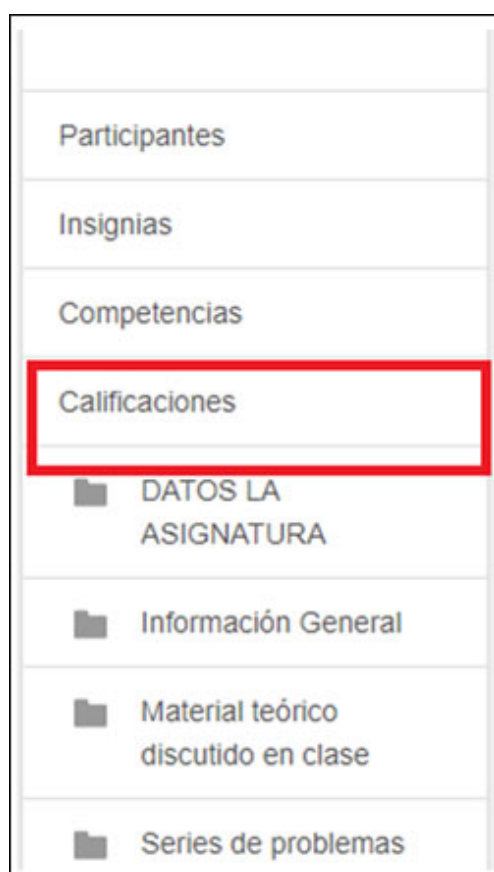 Participantes
Insignias
Competencias
Calificaciones
DATOS LA
ASIGNATURA
Información General
Material teórico
discutido en clase
Series de problemas